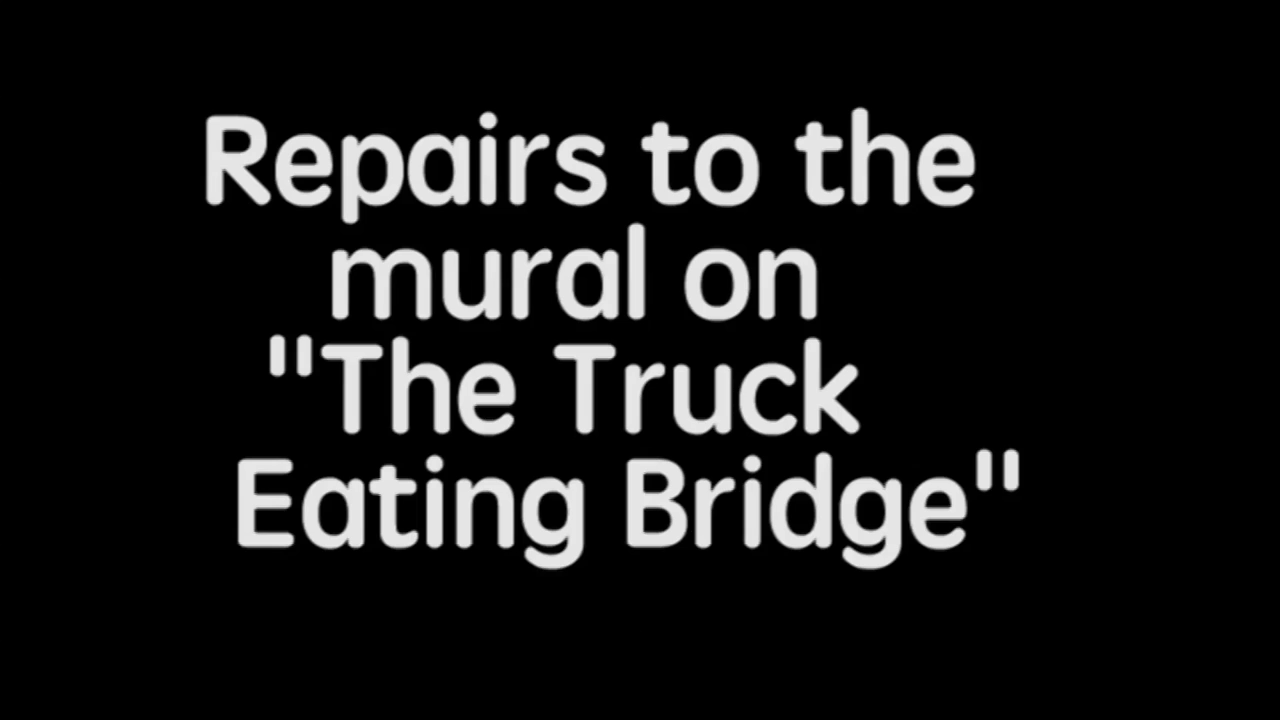 Repairs to the
mural on
"The Truck
Eating Bridge"